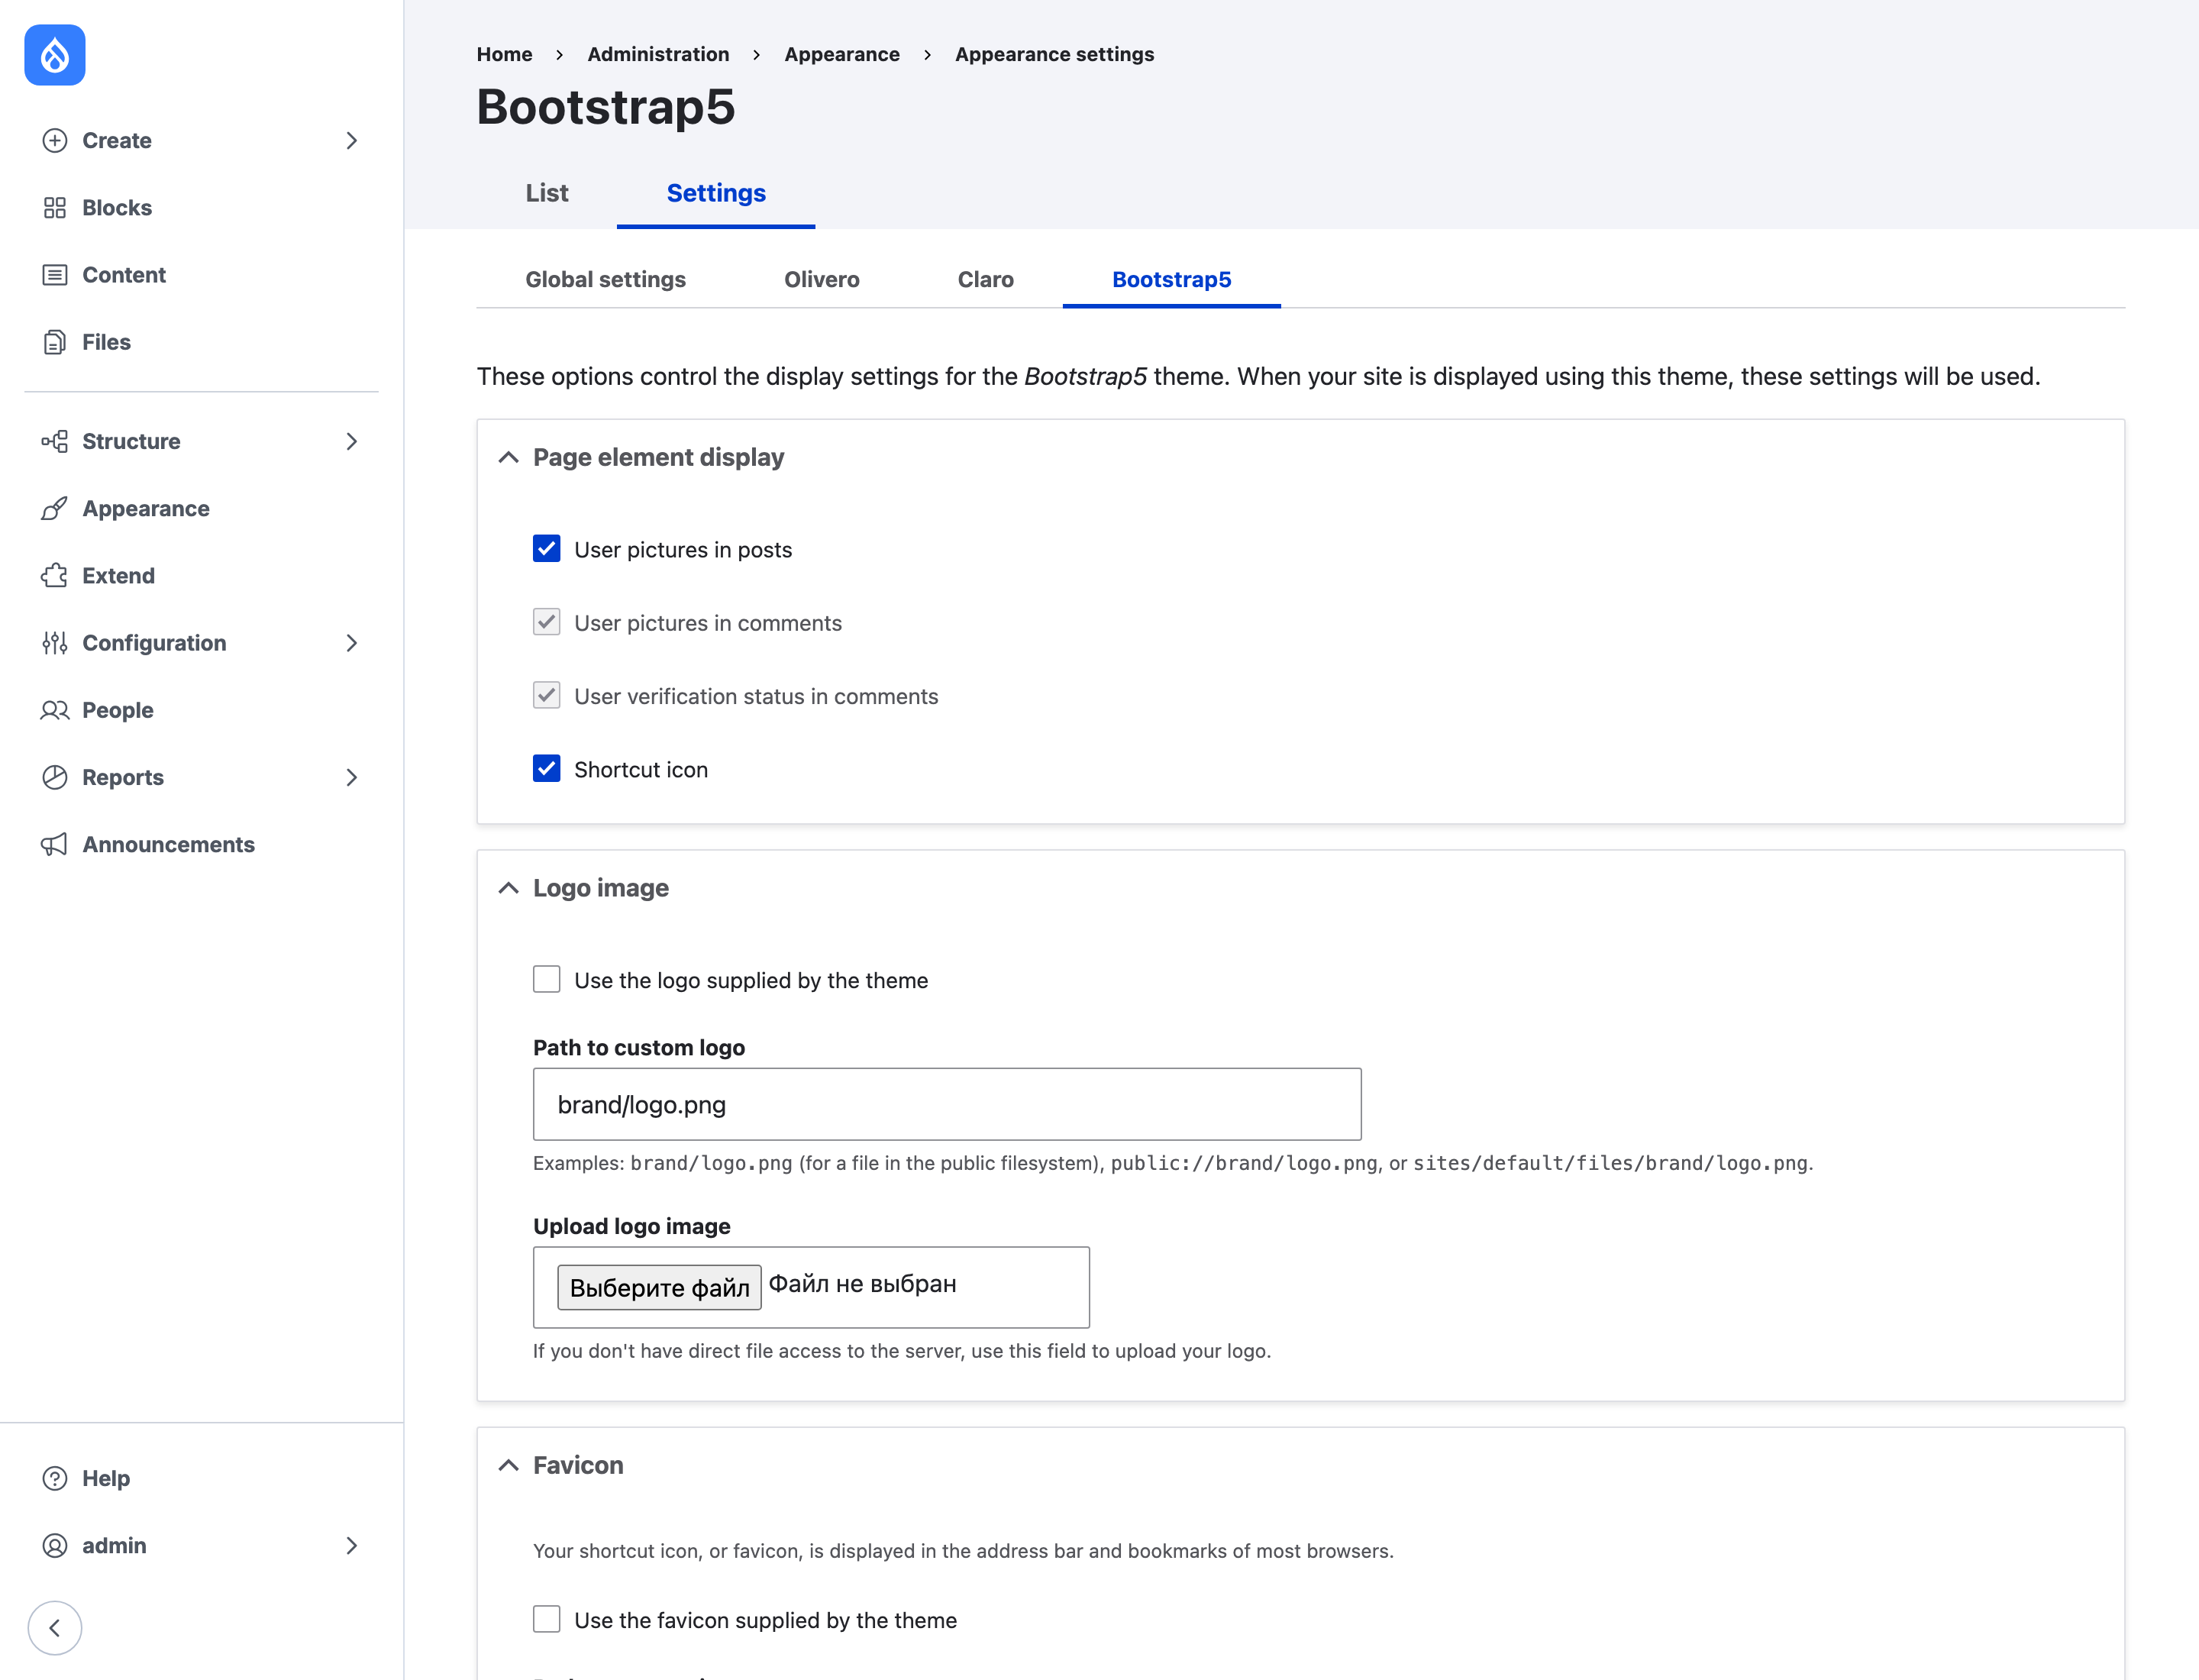 Create
Blocks
Content
Files
Structure
Appearance
Extend
Configuration
People
Reports
Announcements
Help
admin
Home > Administration > Appearance > Appearance settings
Bootstrap5
List Settings
Global settings Olivero Claro Bootstrap5
These options control the display settings for the Bootstrap5 theme. When your site is displayed using this theme, these settings will be used.
Page element display
User pictures in posts
User pictures in comments
User verification status in comments
Shortcut icon
Logo image
Use the logo supplied by the theme
Path to custom logo
brand/logo.png
Examples: brand/logo.png (for a file in the public filesystem), public://brand/logo.png, or sites/default/files/brand/logo.png.
Upload logo image
Выберите файл Файл не выбран
If you don't have direct file access to the server, use this field to upload your logo.
Favicon
Your shortcut icon, or favicon, is displayed in the address bar and bookmarks of most browsers.
Use the favicon supplied by the theme